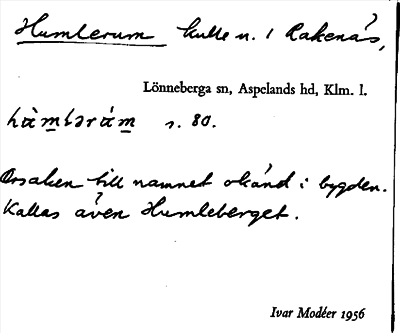 Humlerum kulle n. i Rakenäs,
Lönneberga sn, Aspelands hd, Klm. l.
s. 80.
Orsaken till namnet okänd i bygden.
Kallas även Humleberget.
Ivar Modéer 1956